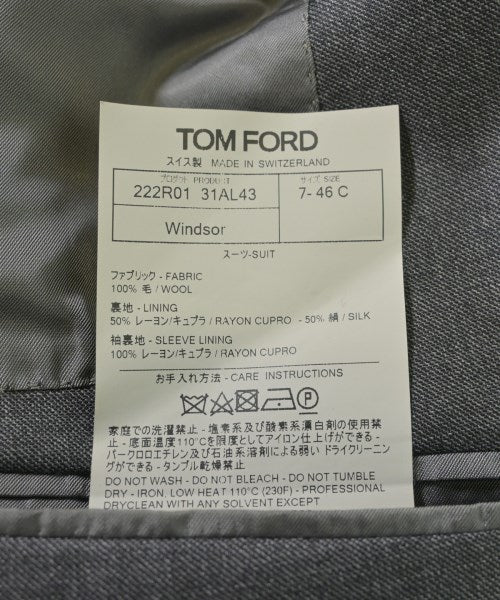 TOM FORD
スイス製 MADE IN SWITZERLAND
プロダクト PRODUCT
サイズ SIZE
222R01 31AL43
7- 46 C
Windsor
スーツ-SUIT
ファブリック - FABRIC
100% 毛 / WOOL
裏地 - LINING
50% レーヨン/キュプラ / RAYON CUPRO - 50% 絹 / SILK
袖裏地 - SLEEVE LINING
100% レーヨン/キュプラ / RAYON CUPRO
お手入れ方法 - CARE INSTRUCTIONS
P
家庭での洗濯禁止 - 塩素系及び酸素系漂白剤の使用禁
止 - 底面温度110°Cを限度としてアイロン仕上げができる -
パークロロエチレン及び石油系溶剤による弱い ドライクリーニン
グができる - タンブル乾燥禁止
DO NOT WASH - DO NOT BLEACH - DO NOT TUMBLE
DRY - IRON, LOW HEAT 110°C (230F) - PROFESSIONAL
DRYCLEAN WITH ANY SOLVENT EXCEPT